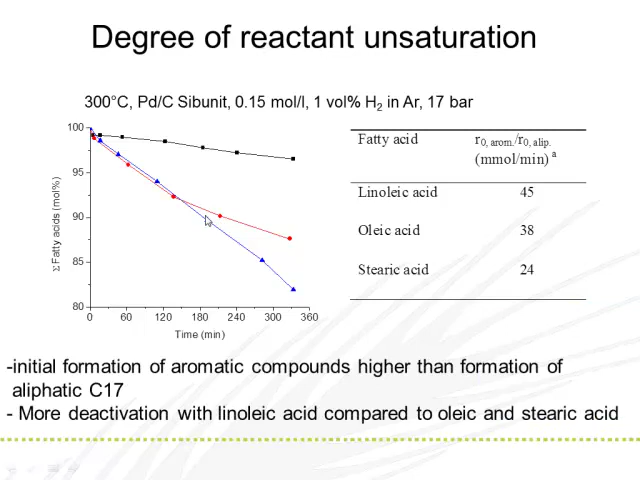 Degree of reactant unsaturation
300°C, Pd/C Sibunit, 0.15 mol/l, 1 vol% H2 in Ar, 17 bar
100
95
90
85
80
Σ Fatty acids (mol%)
0 60 120 180 240 300 360
Time (min)
Fatty acid r0, arom./r0, alip.
(mmol/min) a
Linoleic acid 45
Oleic acid 38
Stearic acid 24
-initial formation of aromatic compounds higher than formation of
aliphatic C17
- More deactivation with linoleic acid compared to oleic and stearic acid